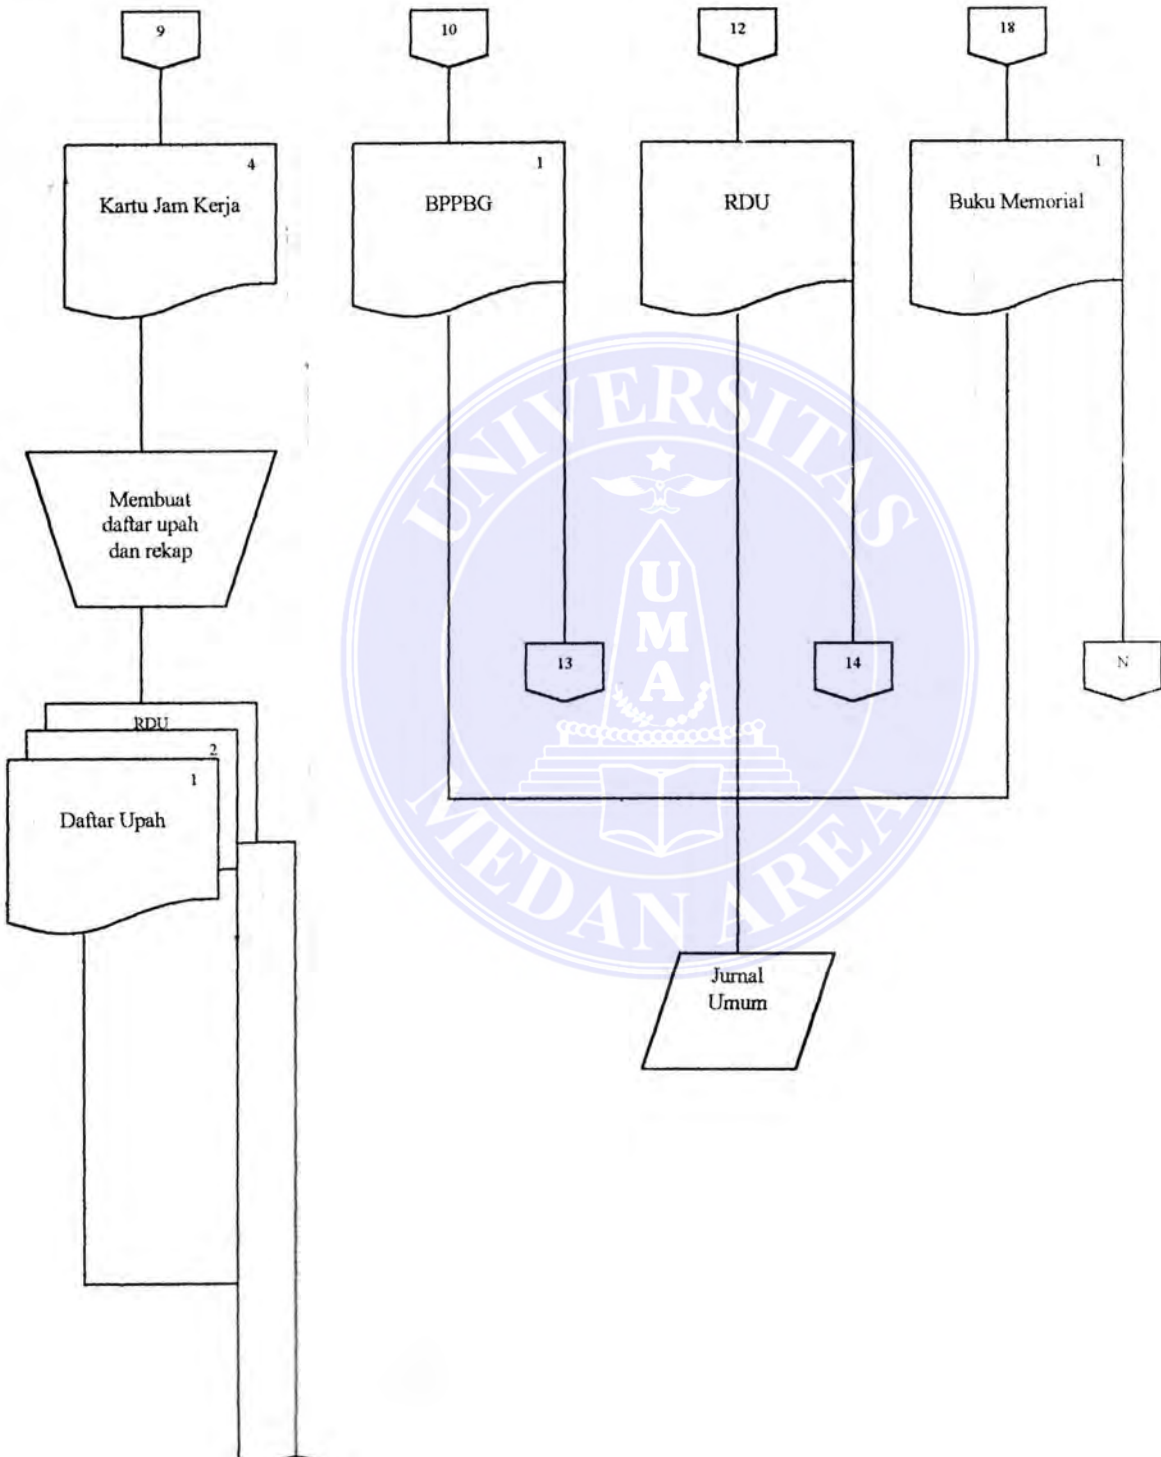 9
10
12
18
4
Kartu Jam Kerja
1
BPPBG
RDU
1
Buku Memorial
UNIVERSITAS
Membuat
daftar upah
dan rekap
U
M
A
13
14
N
RDU
2
1
Daftar Upah
MEDAN AREA
Jurnal
Umum